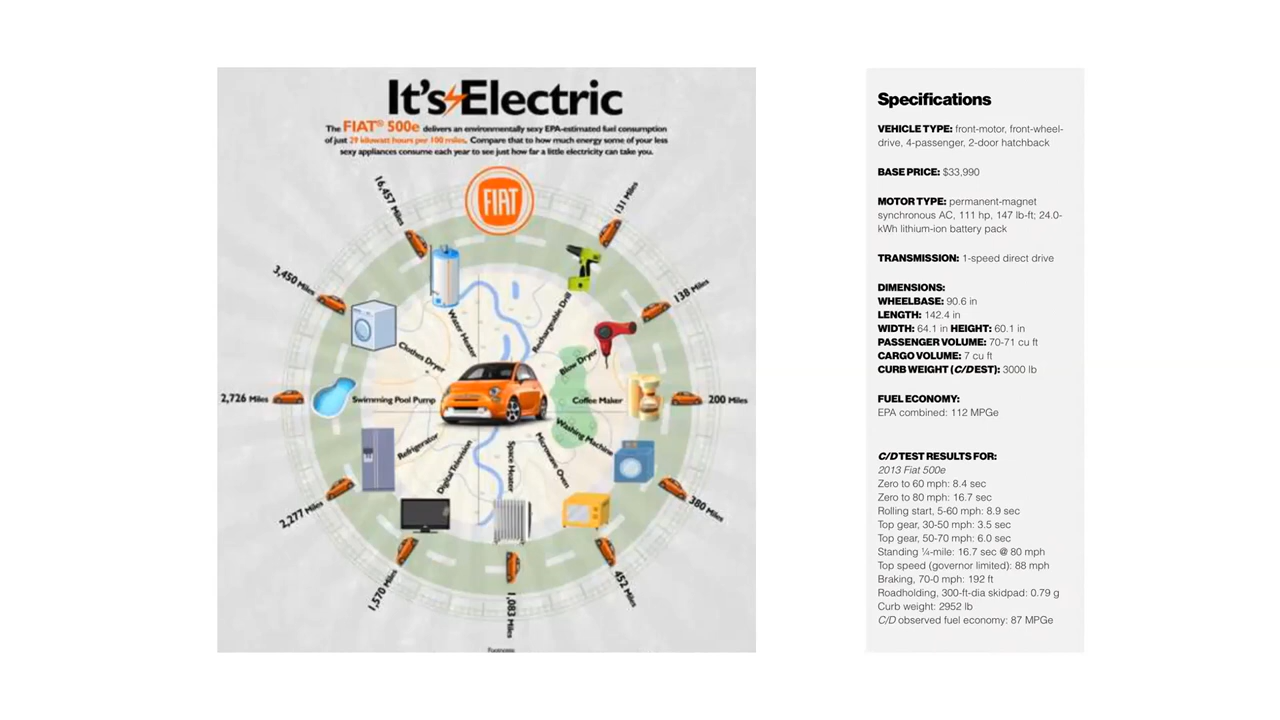 It's Electric
The FIAT® 500e delivers an environmentally sexy EPA-estimated fuel consumption
of just 29 kilowatt hours per 100 miles. Compare that to how much energy some of your less
sexy appliances consume each year to see just how far a little electricity can take you.
FIAT
16,457 Miles
131 Miles
3,450 Miles
138 Miles
Water Heater
Rechargeable Drill
Clothes Dryer
Blow Dryer
2,726 Miles
Swimming Pool Pump
Coffee Maker
200 Miles
Refrigerator
Digital Television
Space Heater
Microwave Oven
Washing Machine
2,277 Miles
380 Miles
1,570 Miles
1,083 Miles
452 Miles
Footnotes
Specifications
VEHICLE TYPE: front-motor, front-wheel-
drive, 4-passenger, 2-door hatchback
BASE PRICE: $33,990
MOTOR TYPE: permanent-magnet
synchronous AC, 111 hp, 147 lb-ft; 24.0-
kWh lithium-ion battery pack
TRANSMISSION: 1-speed direct drive
DIMENSIONS:
WHEELBASE: 90.6 in
LENGTH: 142.4 in
WIDTH: 64.1 in HEIGHT: 60.1 in
PASSENGER VOLUME: 70-71 cu ft
CARGO VOLUME: 7 cu ft
CURB WEIGHT (C/D EST): 3000 lb
FUEL ECONOMY:
EPA combined: 112 MPGe
C/D TEST RESULTS FOR:
2013 Fiat 500e
Zero to 60 mph: 8.4 sec
Zero to 80 mph: 16.7 sec
Rolling start, 5-60 mph: 8.9 sec
Top gear, 30-50 mph: 3.5 sec
Top gear, 50-70 mph: 6.0 sec
Standing ¼-mile: 16.7 sec @ 80 mph
Top speed (governor limited): 88 mph
Braking, 70-0 mph: 192 ft
Roadholding, 300-ft-dia skidpad: 0.79 g
Curb weight: 2952 lb
C/D observed fuel economy: 87 MPGe